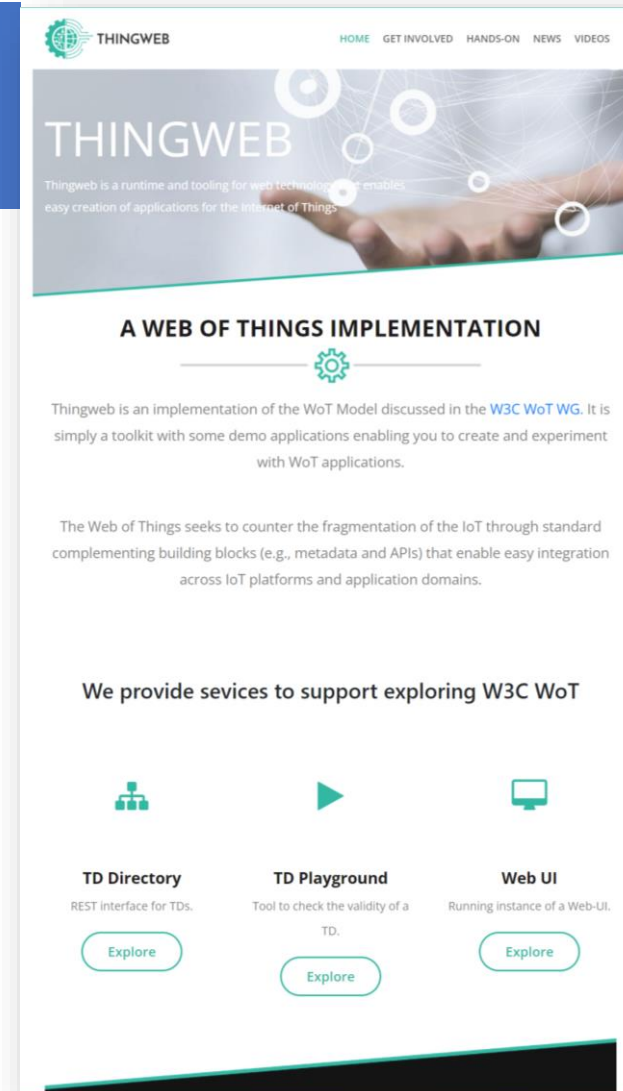 THINGWEB
HOME GET INVOLVED HANDS-ON NEWS VIDEOS
THINGWEB
Thingweb is a runtime and tooling for web technology that enables
easy creation of applications for the Internet of Things
A WEB OF THINGS IMPLEMENTATION
Thingweb is an implementation of the WoT Model discussed in the W3C WoT WG. It is
simply a toolkit with some demo applications enabling you to create and experiment
with WoT applications.
The Web of Things seeks to counter the fragmentation of the IoT through standard
complementing building blocks (e.g., metadata and APIs) that enable easy integration
across IoT platforms and application domains.
We provide sevices to support exploring W3C WoT
TD Directory
REST interface for TDs.
Explore
TD Playground
Tool to check the validity of a
TD.
Explore
Web UI
Running instance of a Web-UI.
Explore